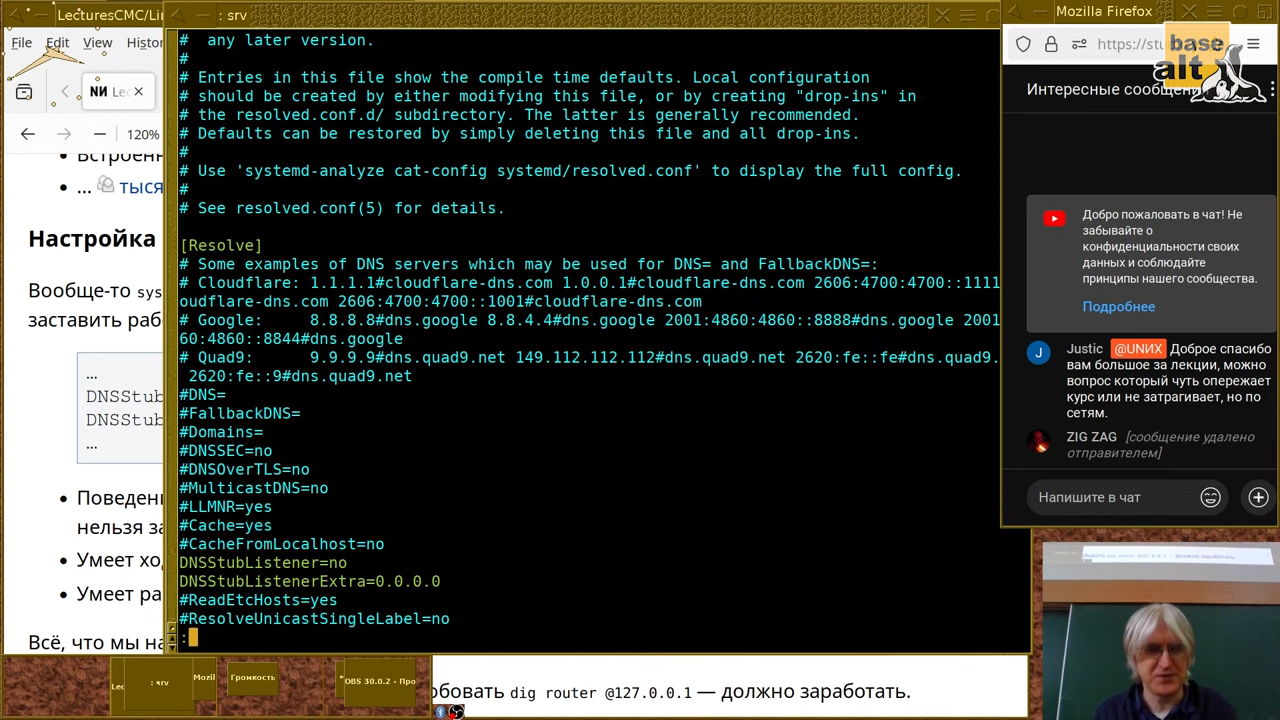 LecturesCMC/Li
: srv
Mozilla Firefox
File Edit View Histor
Lec
120%
Встроенн
... тыся
Настройка
Вообще-то sys
заставить раб
...
DNSStub
DNSStub
...
Поведени
нельзя за
Умеет хо
Умеет ра
Всё, что мы на
# any later version.
#
# Entries in this file show the compile time defaults. Local configuration
# should be created by either modifying this file, or by creating "drop-ins" in
# the resolved.conf.d/ subdirectory. The latter is generally recommended.
# Defaults can be restored by simply deleting this file and all drop-ins.
#
# Use 'systemd-analyze cat-config systemd/resolved.conf' to display the full config.
#
# See resolved.conf(5) for details.
[Resolve]
# Some examples of DNS servers which may be used for DNS= and FallbackDNS=:
# Cloudflare: 1.1.1.1#cloudflare-dns.com 1.0.0.1#cloudflare-dns.com 2606:4700:4700::1111
oudflare-dns.com 2606:4700:4700::1001#cloudflare-dns.com
# Google: 8.8.8.8#dns.google 8.8.4.4#dns.google 2001:4860:4860::8888#dns.google 2001
60:4860::8844#dns.google
# Quad9: 9.9.9.9#dns.quad9.net 149.112.112.112#dns.quad9.net 2620:fe::fe#dns.quad9.
2620:fe::9#dns.quad9.net
#DNS=
#FallbackDNS=
#Domains=
#DNSSEC=no
#DNSOverTLS=no
#MulticastDNS=no
#LLMNR=yes
#Cache=yes
#CacheFromLocalhost=no
DNSStubListener=no
DNSStubListenerExtra=0.0.0.0
#ReadEtcHosts=yes
#ResolveUnicastSingleLabel=no
:
https://stu
base
alt
Интересные сообщен
Добро пожаловать в чат! Не
забывайте о
конфиденциальности своих
данных и соблюдайте
принципы нашего сообщества.
Подробнее
J
Justic @UNИX Доброе спасибо
вам большое за лекции, можно
вопрос который чуть опережает
курс или не затрагивает, но по
сетям.
ZIG ZAG [сообщение удалено
отправителем]
Напишите в чат
Lec
: srv
Mozil
Громкость
OBS 30.0.2 - Про
обовать dig router @127.0.0.1 — должно заработать.